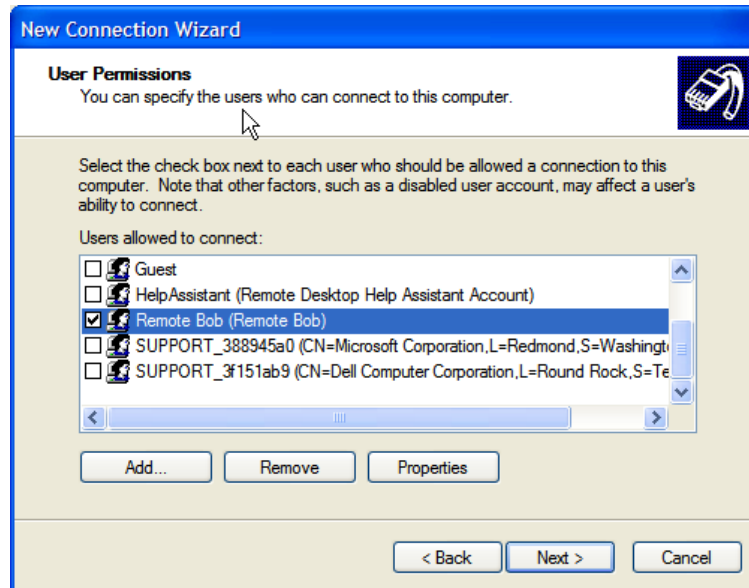 New Connection Wizard
User Permissions
You can specify the users who can connect to this computer.
Select the check box next to each user who should be allowed a connection to this
computer. Note that other factors, such as a disabled user account, may affect a user's
ability to connect.
Users allowed to connect:
Guest
HelpAssistant (Remote Desktop Help Assistant Account)
Remote Bob (Remote Bob)
SUPPORT_388945a0 (CN=Microsoft Corporation,L=Redmond,S=Washingt
SUPPORT_3f151ab9 (CN=Dell Computer Corporation,L=Round Rock,S=Te
Add... Remove Properties
< Back Next > Cancel